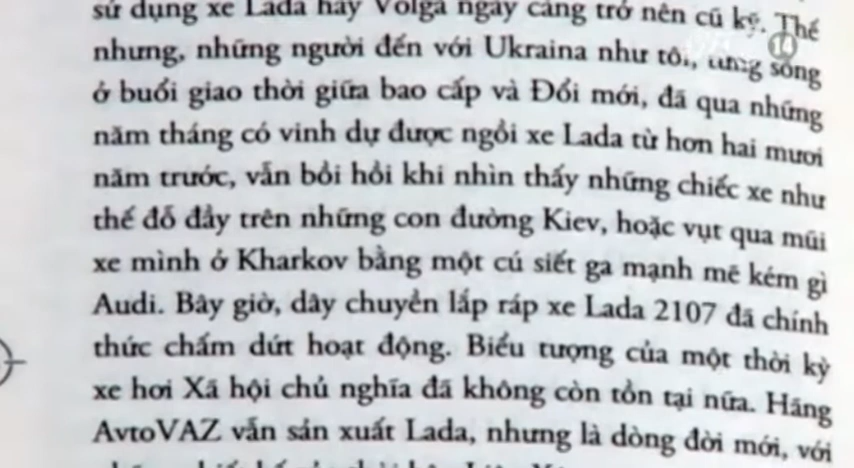 sử dụng xe Lada hay Volga ngày càng trở nên cũ kỹ. Thế
nhưng, những người đến với Ukraina như tôi, từng sống
ở buổi giao thời giữa bao cấp và Đổi mới, đã qua những
năm tháng có vinh dự được ngồi xe Lada từ hơn hai mươi
năm trước, vẫn bồi hồi khi nhìn thấy những chiếc xe như
thế đỗ đầy trên những con đường Kiev, hoặc vụt qua mũi
xe mình ở Kharkov bằng một cú siết ga mạnh mẽ kém gì
Audi. Bây giờ, dây chuyền lắp ráp xe Lada 2107 đã chính
thức chấm dứt hoạt động. Biểu tượng của một thời kỳ
xe hơi Xã hội chủ nghĩa đã không còn tồn tại nữa. Hãng
AvtoVAZ vẫn sản xuất Lada, nhưng là dòng đời mới, với